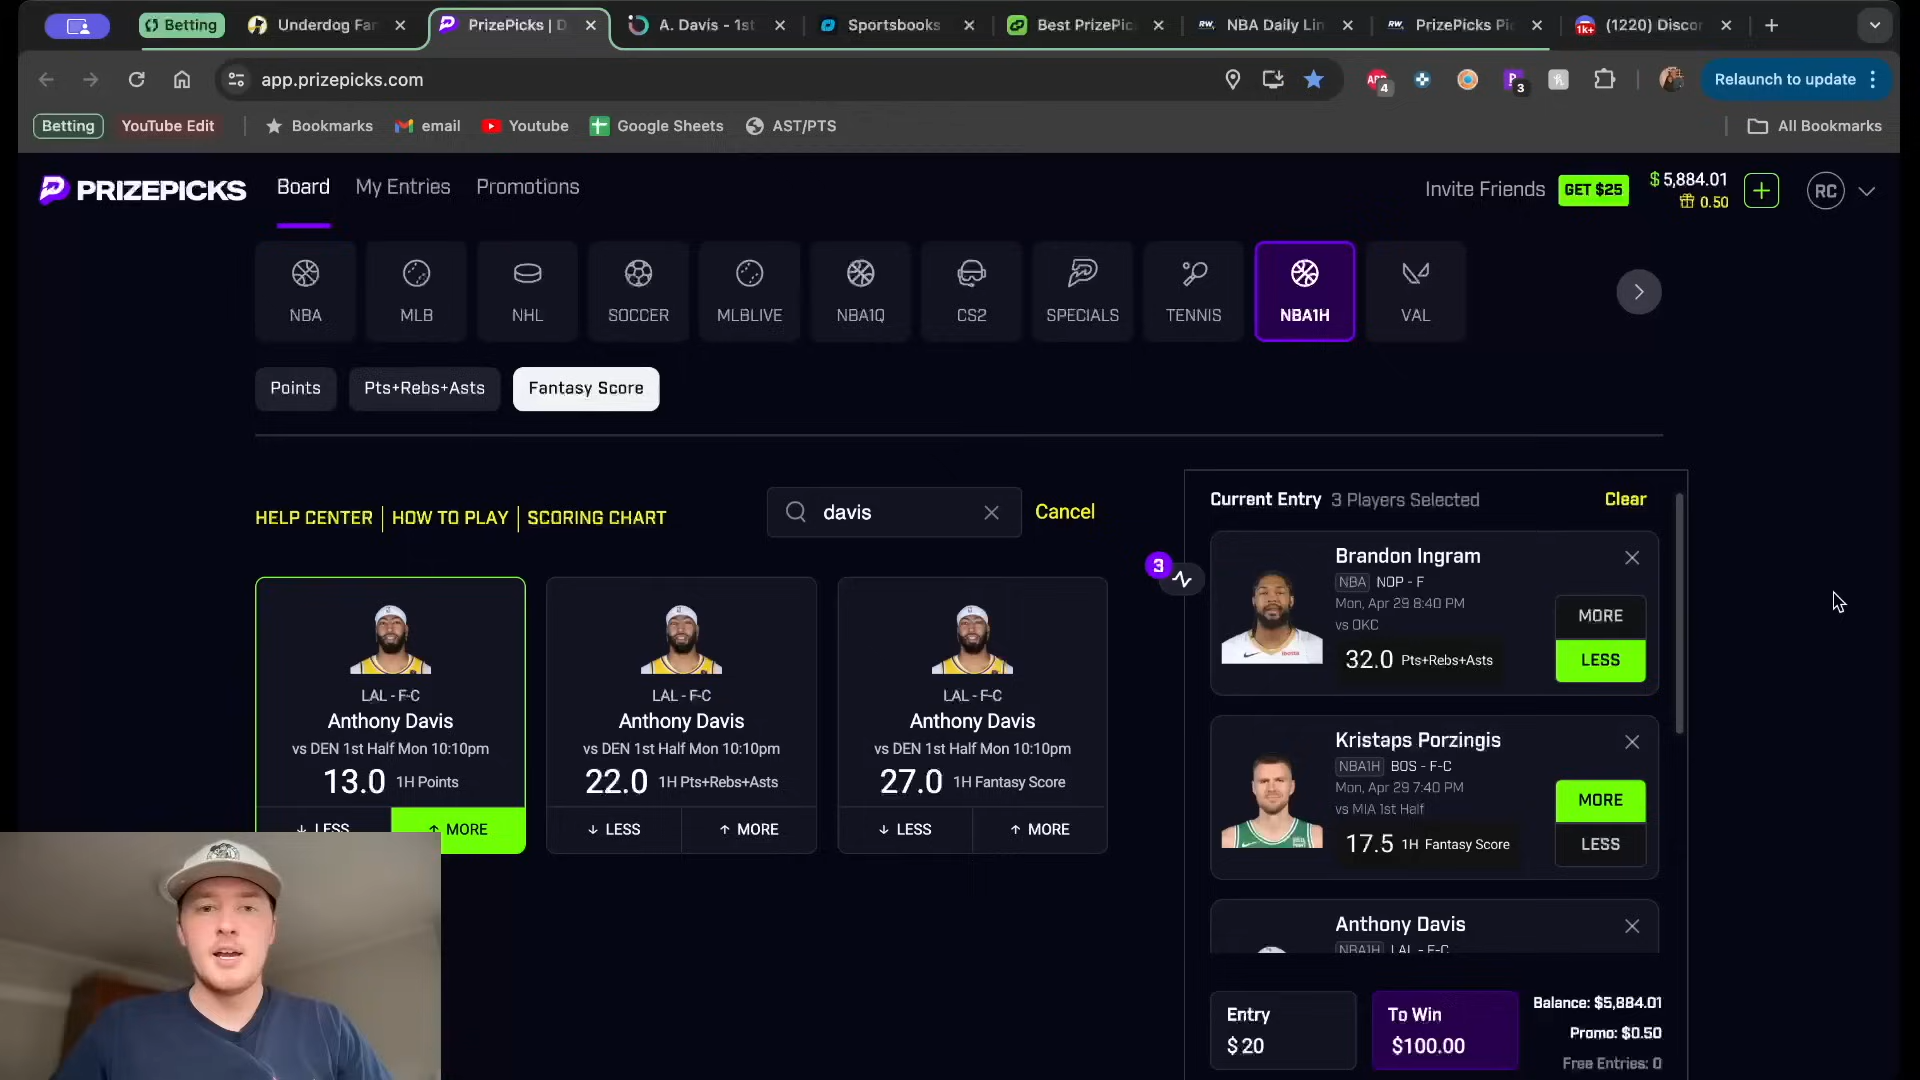 Betting
Underdog Fan
PrizePicks | D
A. Davis - 1st
Sportsbooks
Best PrizePic
RW.
NBA Daily Lin
RW.
PrizePicks Pi
1K+
(1220) Discor
app.prizepicks.com
ABP
4
3
Relaunch to update
Betting
YouTube Edit
Bookmarks
email
Youtube
Google Sheets
AST/PTS
All Bookmarks
PRIZEPICKS
Board
My Entries
Promotions
Invite Friends
GET $25
$ 5,884.01
0.50
RC
NBA
MLB
NHL
SOCCER
MLBLIVE
NBA1Q
CS2
SPECIALS
TENNIS
NBA1H
VAL
Points
Pts+Rebs+Asts
Fantasy Score
HELP CENTER
HOW TO PLAY
SCORING CHART
davis
Cancel
LAL - F-C
Anthony Davis
vs DEN 1st Half Mon 10:10pm
13.0 1H Points
↓ LESS
↑ MORE
LAL - F-C
Anthony Davis
vs DEN 1st Half Mon 10:10pm
22.0 1H Pts+Rebs+Asts
↓ LESS
↑ MORE
LAL - F-C
Anthony Davis
vs DEN 1st Half Mon 10:10pm
27.0 1H Fantasy Score
↓ LESS
↑ MORE
3
Current Entry 3 Players Selected
Clear
Brandon Ingram
NBA NOP - F
Mon, Apr 29 8:40 PM
vs OKC
32.0 Pts+Rebs+Asts
MORE
LESS
Kristaps Porzingis
NBA1H BOS - F-C
Mon, Apr 29 7:40 PM
vs MIA 1st Half
17.5 1H Fantasy Score
MORE
LESS
Anthony Davis
NBA1H LAL - F-C
Entry
$ 20
To Win
$100.00
Balance: $5,884.01
Promo: $0.50
Free Entries: 0